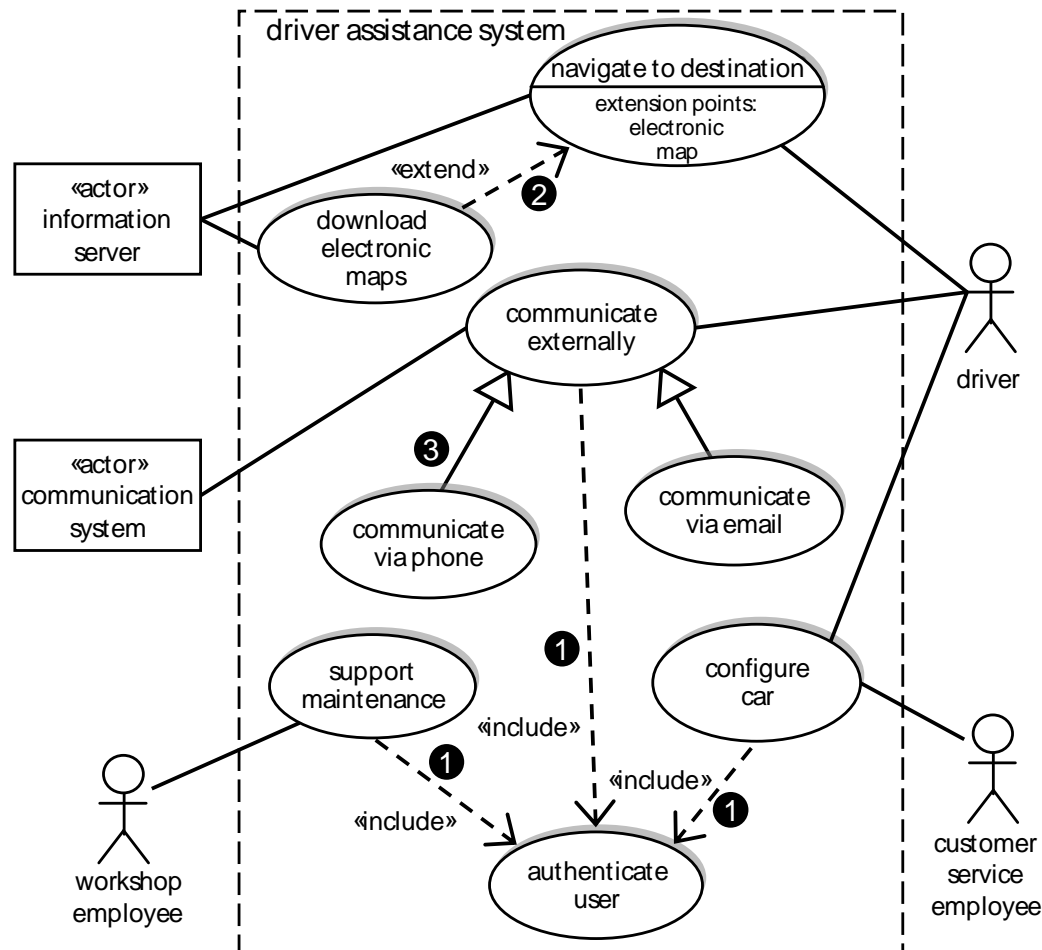 driver assistance system
navigate to destination
extension points:
electronic
map
«extend»
2
«actor»
information
server
download
electronic
maps
communicate
externally
driver
3
«actor»
communication
system
communicate
via phone
communicate
via email
1
support
maintenance
configure
car
«include»
1
«include»
1
«include»
workshop
employee
authenticate
user
customer
service
employee